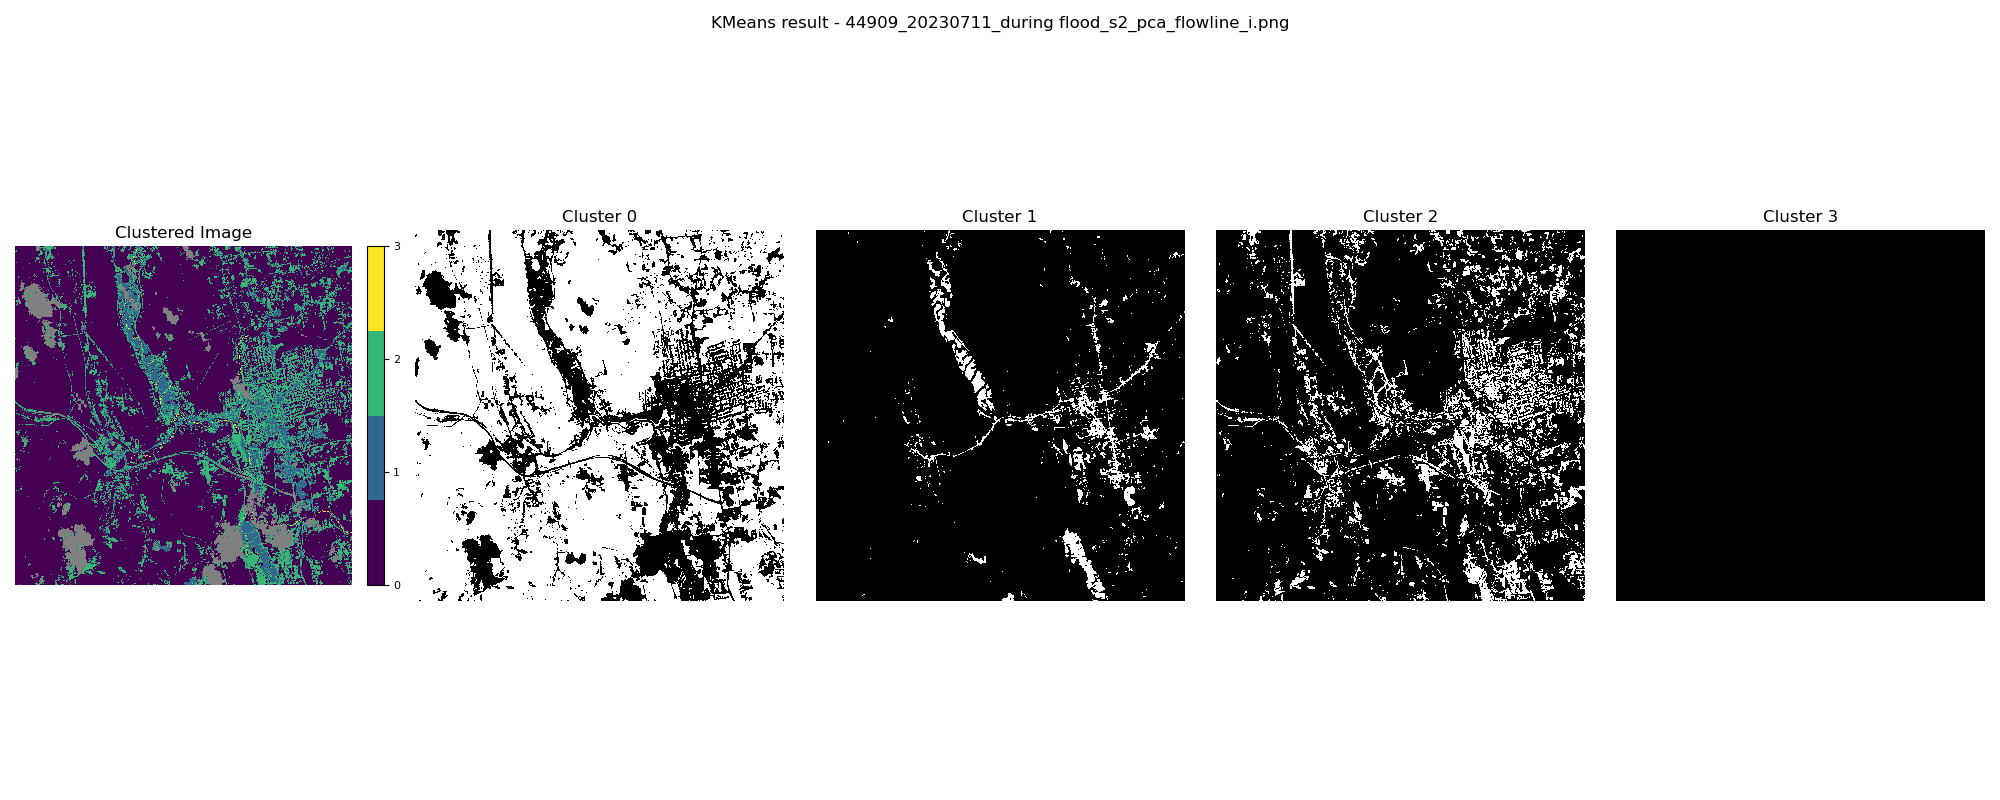 KMeans result - 44909_20230711_during flood_s2_pca_flowline_i.png
Clustered Image
3
2
1
0
Cluster 0
Cluster 1
Cluster 2
Cluster 3